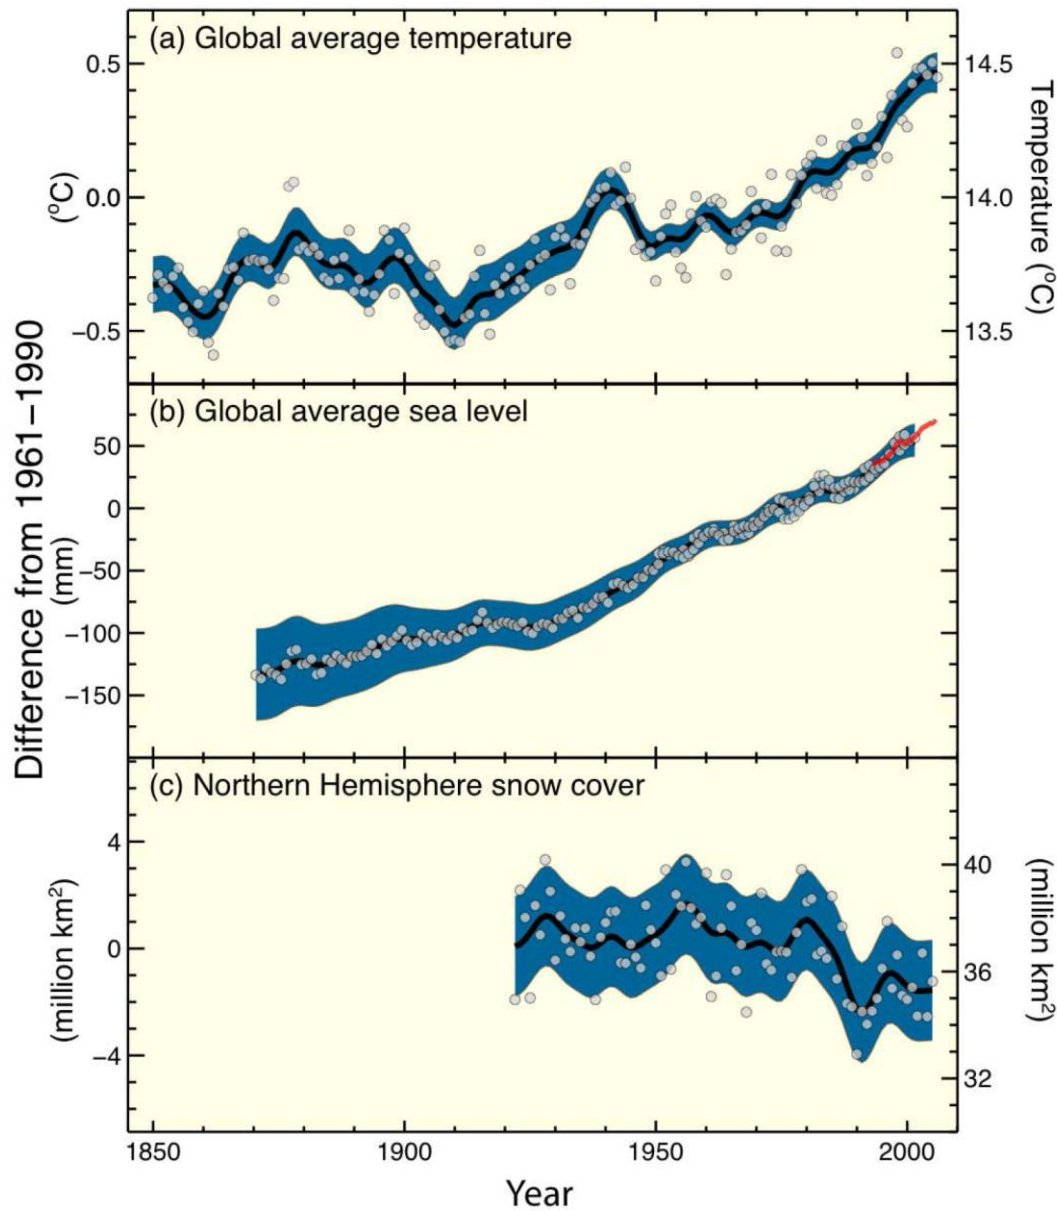 (a) Global average temperature
0.5
0.0
−0.5
(°C)
14.5
14.0
13.5
Temperature (°C)
Difference from 1961−1990
(b) Global average sea level
50
0
−50
−100
−150
(mm)
(c) Northern Hemisphere snow cover
4
0
−4
(million km²)
40
36
32
(million km²)
1850
1900
1950
2000
Year